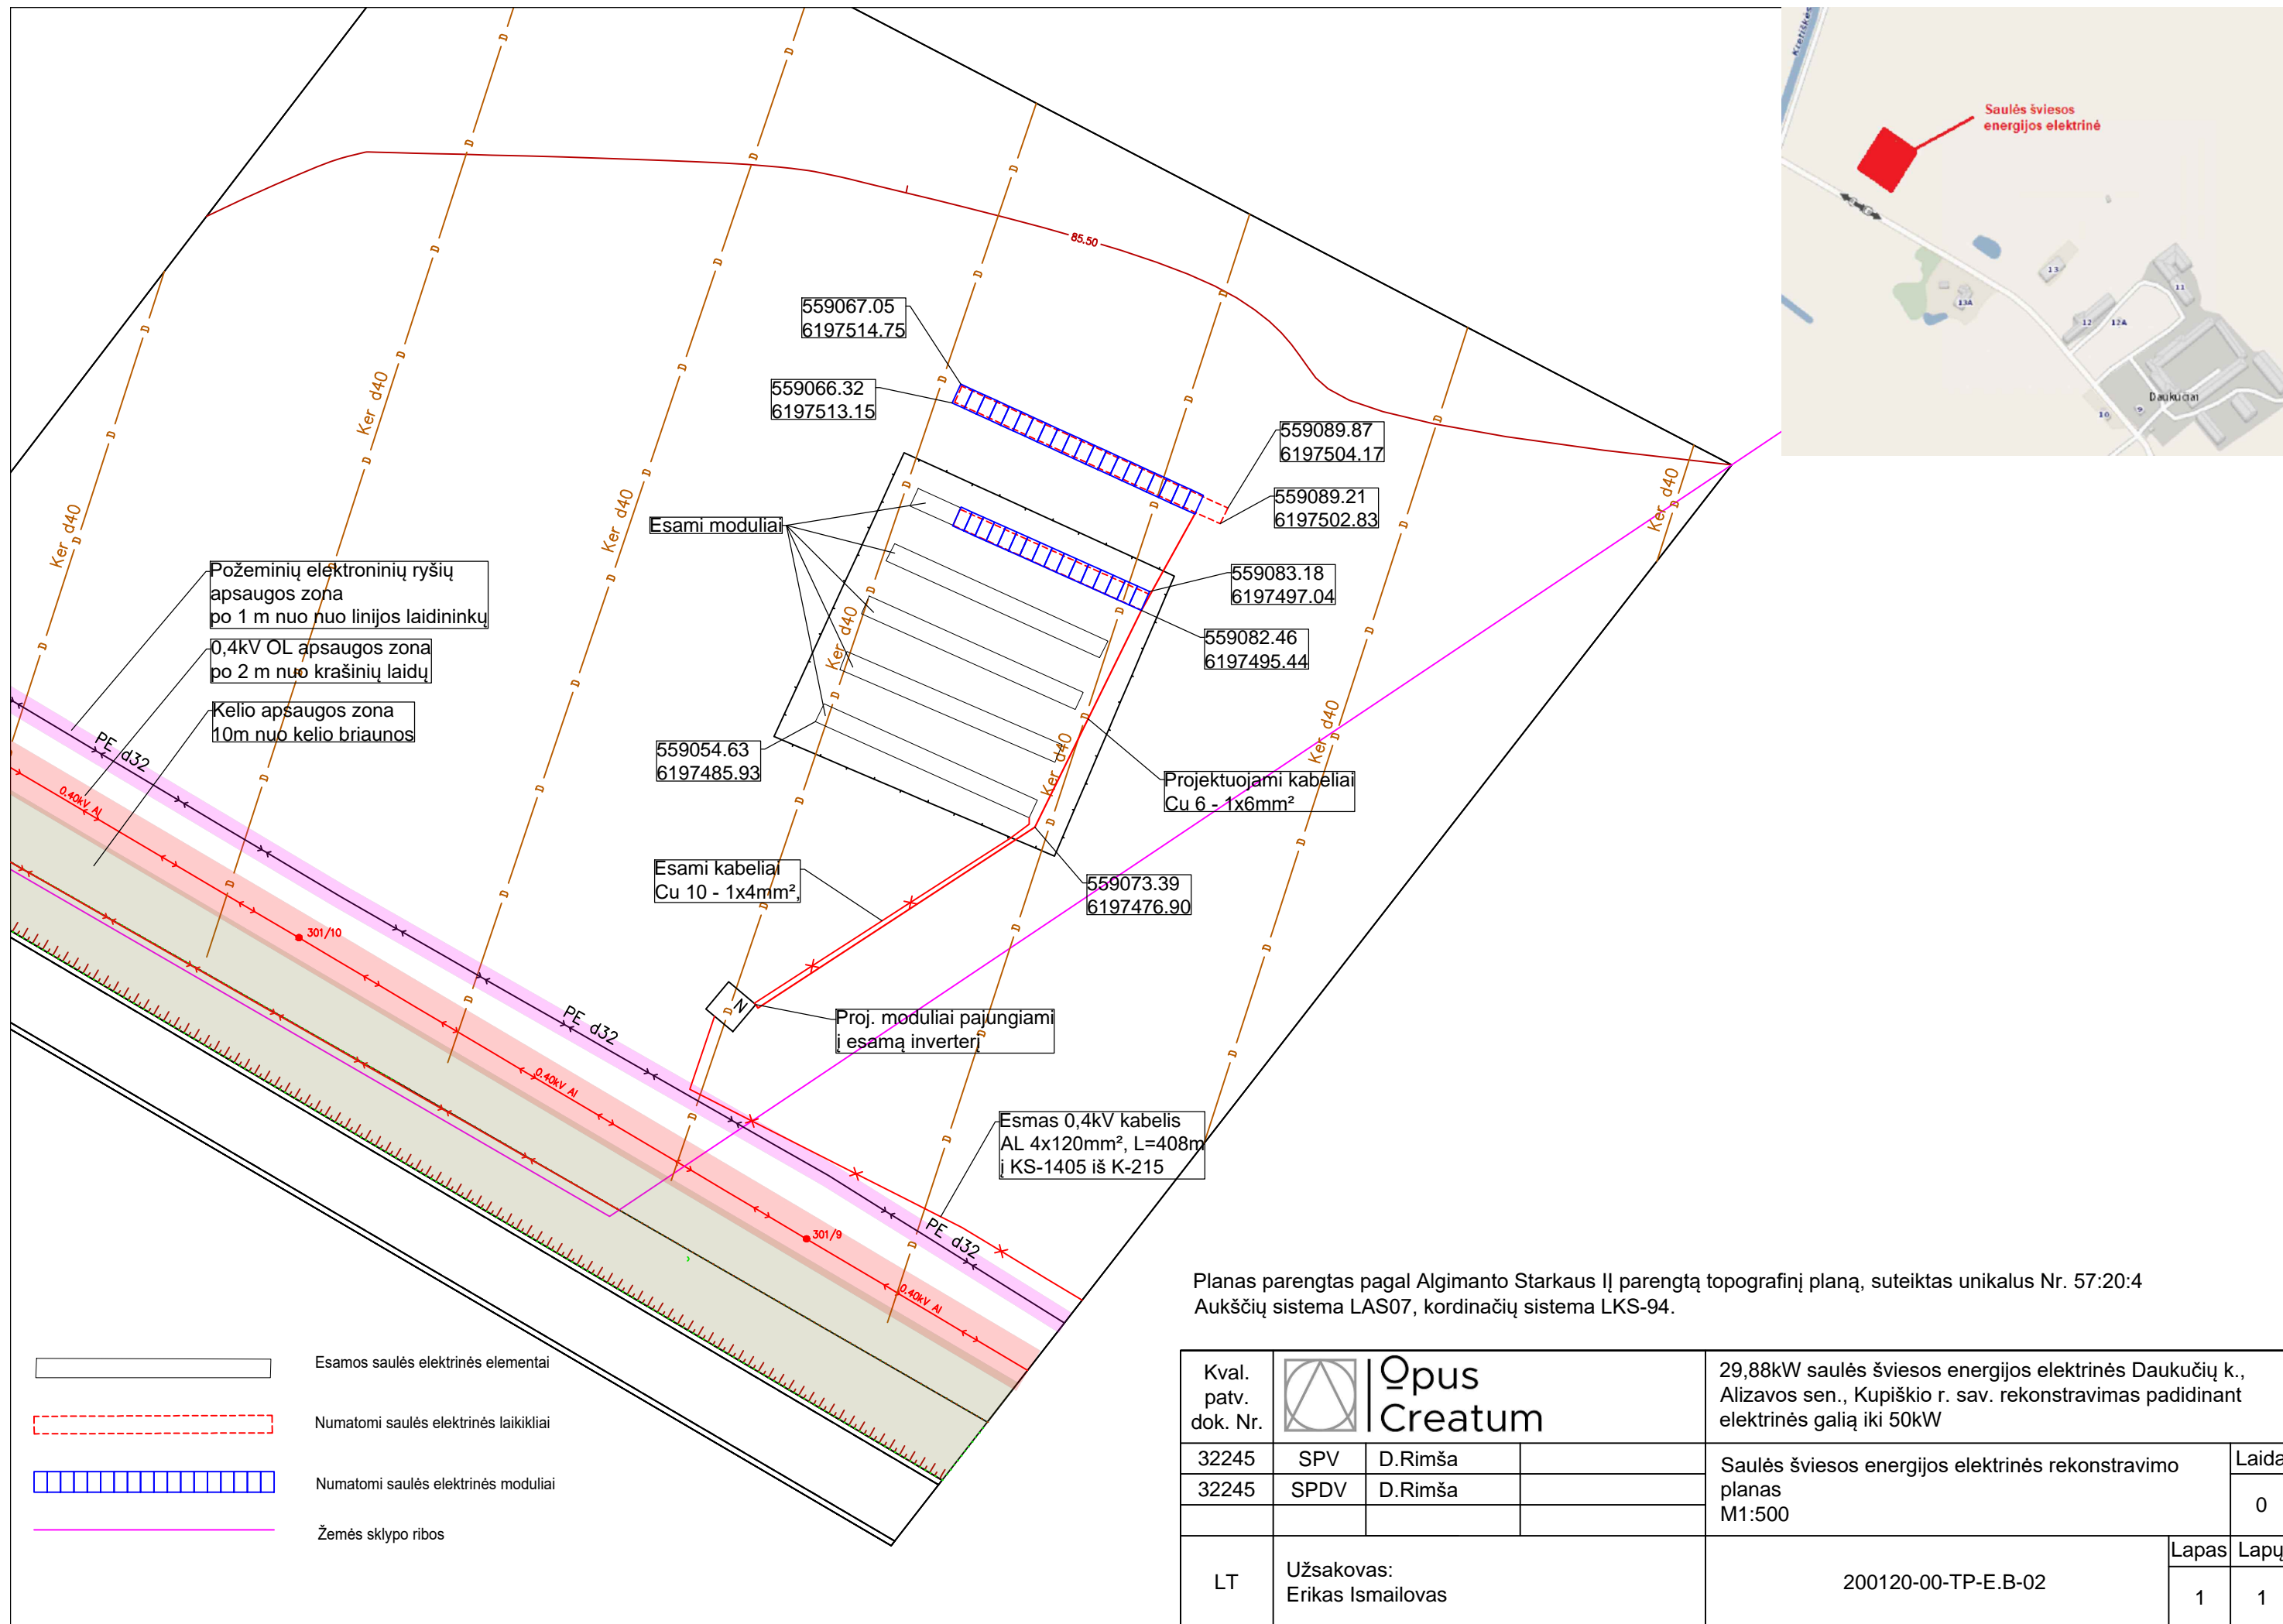 Kretiškės
Saulės šviesos
energijos elektrinė
13
13A
11
12
12A
Daukučiai
10
9
85.50
559067.05
6197514.75
559066.32
6197513.15
559089.87
6197504.17
559089.21
6197502.83
Esami moduliai
559083.18
6197497.04
559082.46
6197495.44
Ker d40
Ker d40
Ker d40
Ker d40
Ker d40
Ker d40
Ker d40
Požeminių elektroninių ryšių
apsaugos zona
po 1 m nuo nuo linijos laidininkų
0,4kV OL apsaugos zona
po 2 m nuo krašinių laidų
Kelio apsaugos zona
10m nuo kelio briaunos
PE d32
0.40kV Al
559054.63
6197485.93
Projektuojami kabeliai
Cu 6 - 1x6mm²
Esami kabeliai
Cu 10 - 1x4mm²,
559073.39
6197476.90
301/10
N
Proj. moduliai pajungiami
į esamą inverterį
PE d32
0.40kV Al
Esmas 0,4kV kabelis
AL 4x120mm², L=408m
į KS-1405 iš K-215
301/9
PE d32
0.40kV Al
Planas parengtas pagal Algimanto Starkaus IĮ parengtą topografinį planą, suteiktas unikalus Nr. 57:20:4
Aukščių sistema LAS07, kordinačių sistema LKS-94.
Esamos saulės elektrinės elementai
Numatomi saulės elektrinės laikikliai
Numatomi saulės elektrinės moduliai
Žemės sklypo ribos
Kval.
patv.
dok. Nr.
Opus
Creatum
29,88kW saulės šviesos energijos elektrinės Daukučių k.,
Alizavos sen., Kupiškio r. sav. rekonstravimas padidinant
elektrinės galią iki 50kW
32245 SPV D.Rimša
32245 SPDV D.Rimša
Saulės šviesos energijos elektrinės rekonstravimo
planas
M1:500
Laida
0
LT
Užsakovas:
Erikas Ismailovas
200120-00-TP-E.B-02
Lapas Lapų
1 1